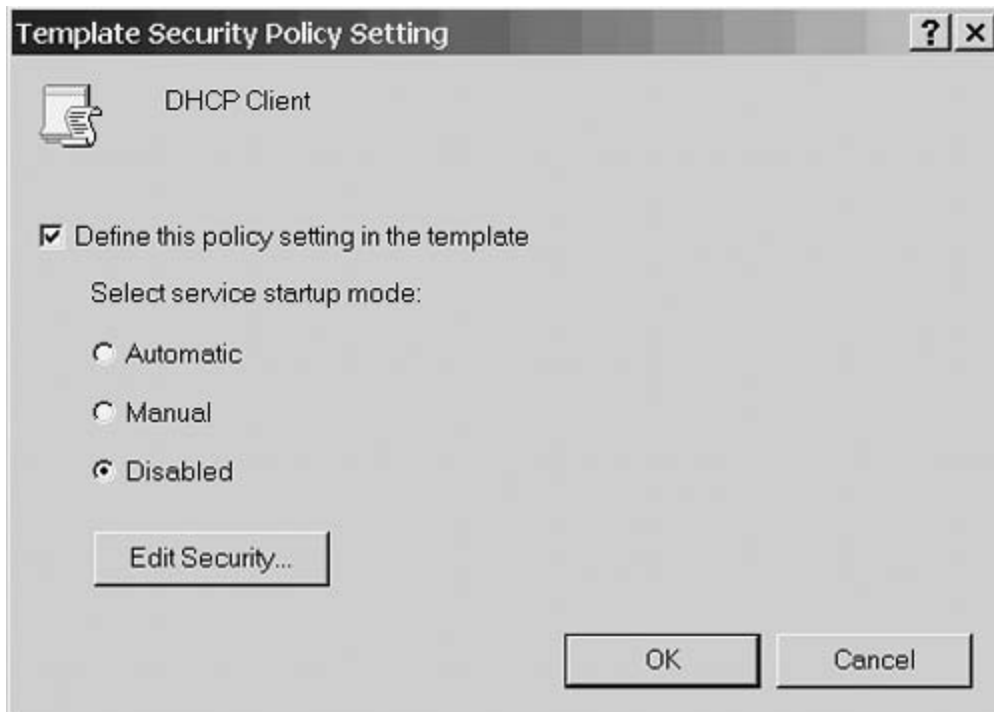 Template Security Policy Setting
DHCP Client
Define this policy setting in the template
Select service startup mode:
Automatic
Manual
Disabled
Edit Security...
OK Cancel